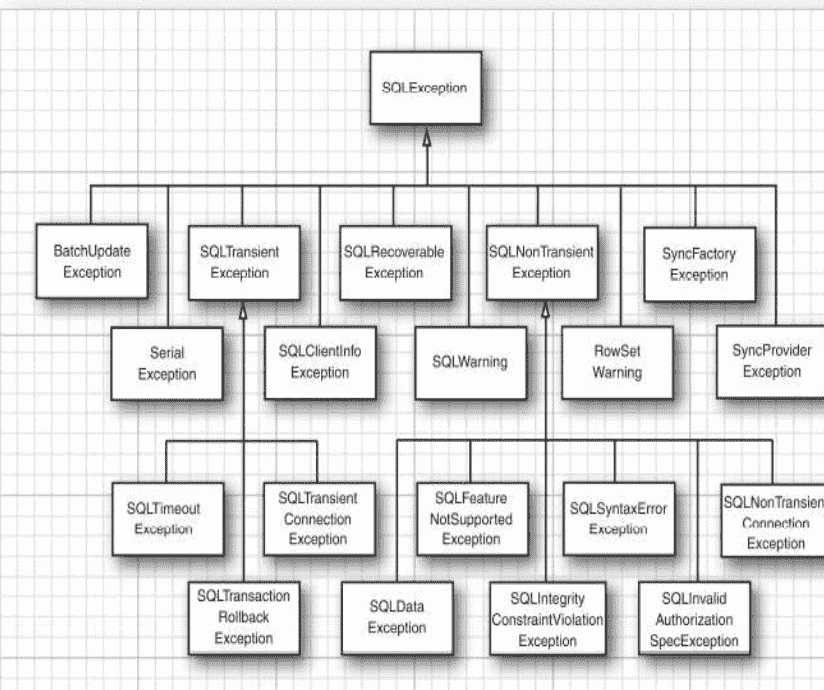 SQLException
BatchUpdate
Exception
SQLTransient
Exception
SQLRecoverable
Exception
SQLNonTransient
Exception
SyncFactory
Exception
Serial
Exception
SQLClientInfo
Exception
SQLWarning
RowSet
Warning
SyncProvider
Exception
SQLTimeout
Exception
SQLTransient
Connection
Exception
SQLFeature
NotSupported
Exception
SQLSyntaxError
Exception
SQLNonTransien
Connection
Exception
SQLTransaction
Rollback
Exception
SQLData
Exception
SQLIntegrity
ConstraintViolation
Exception
SQLInvalid
Authorization
SpecException